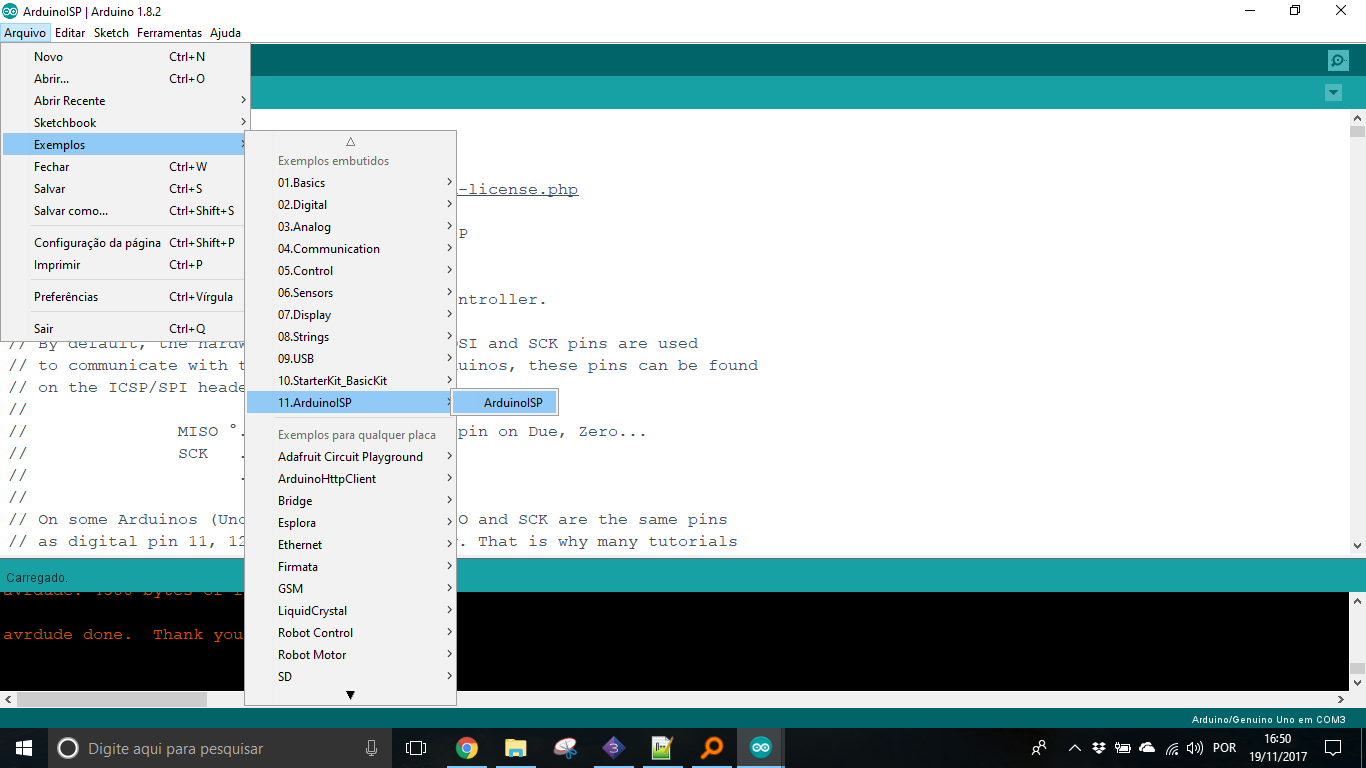 ArduinoISP | Arduino 1.8.2
Arquivo Editar Sketch Ferramentas Ajuda
Novo Ctrl+N
Abrir... Ctrl+O
Abrir Recente
Sketchbook
Exemplos
Fechar Ctrl+W
Salvar Ctrl+S
Salvar como... Ctrl+Shift+S
Configuração da página Ctrl+Shift+P
Imprimir Ctrl+P
Preferências Ctrl+Vírgula
Sair Ctrl+Q
Exemplos embutidos
01.Basics
02.Digital
03.Analog
04.Communication
05.Control
06.Sensors
07.Display
08.Strings
09.USB
10.StarterKit_BasicKit
11.ArduinoISP
ArduinoISP
Exemplos para qualquer placa
Adafruit Circuit Playground
ArduinoHttpClient
Bridge
Esplora
Ethernet
Firmata
GSM
LiquidCrystal
Robot Control
Robot Motor
SD
-license.php
P
ntroller.
// By default, the hardw SI and SCK pins are used
// to communicate with t uinos, these pins can be found
// on the ICSP/SPI heade
//
// MISO °. pin on Due, Zero...
// SCK .
// .
//
// On some Arduinos (Uno O and SCK are the same pins
// as digital pin 11, 12 . That is why many tutorials
Carregado.
avrdude done. Thank you
Arduino/Genuino Uno em COM3
Digite aqui para pesquisar
3
POR
16:50
19/11/2017